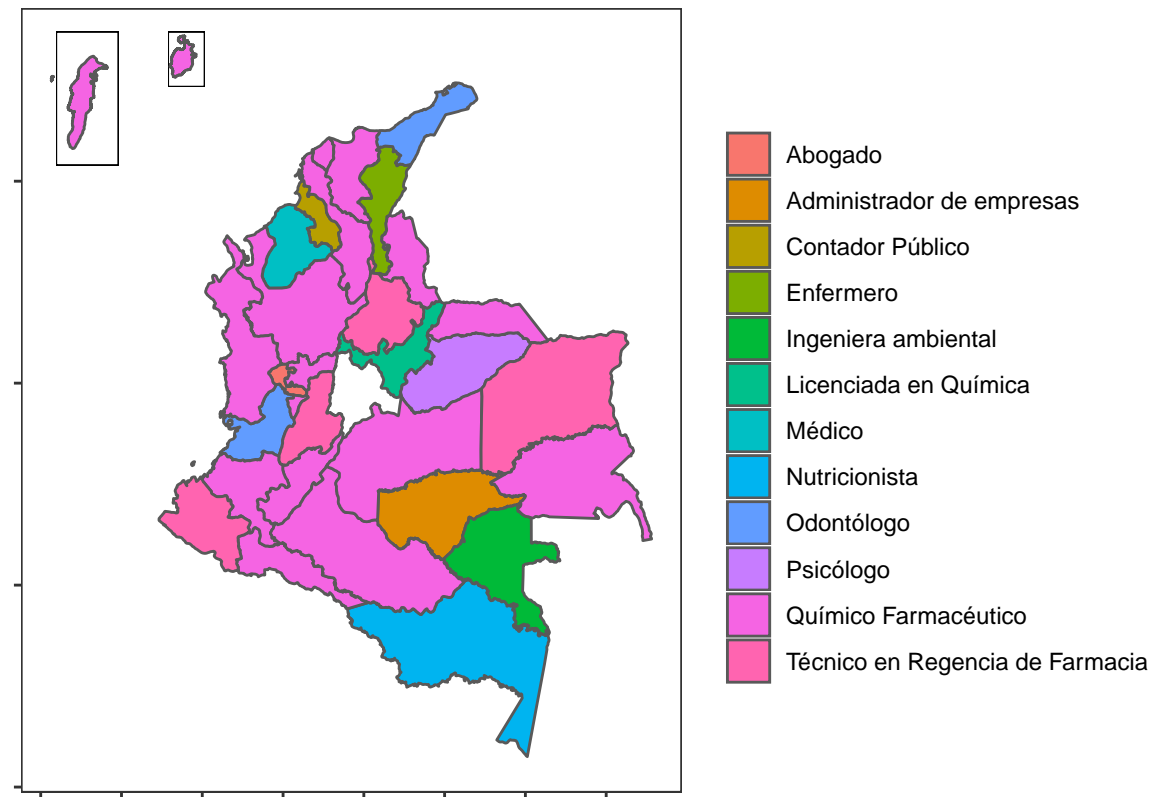 Abogado
Administrador de empresas
Contador Público
Enfermero
Ingeniera ambiental
Licenciada en Química
Médico
Nutricionista
Odontólogo
Psicólogo
Químico Farmacéutico
Técnico en Regencia de Farmacia